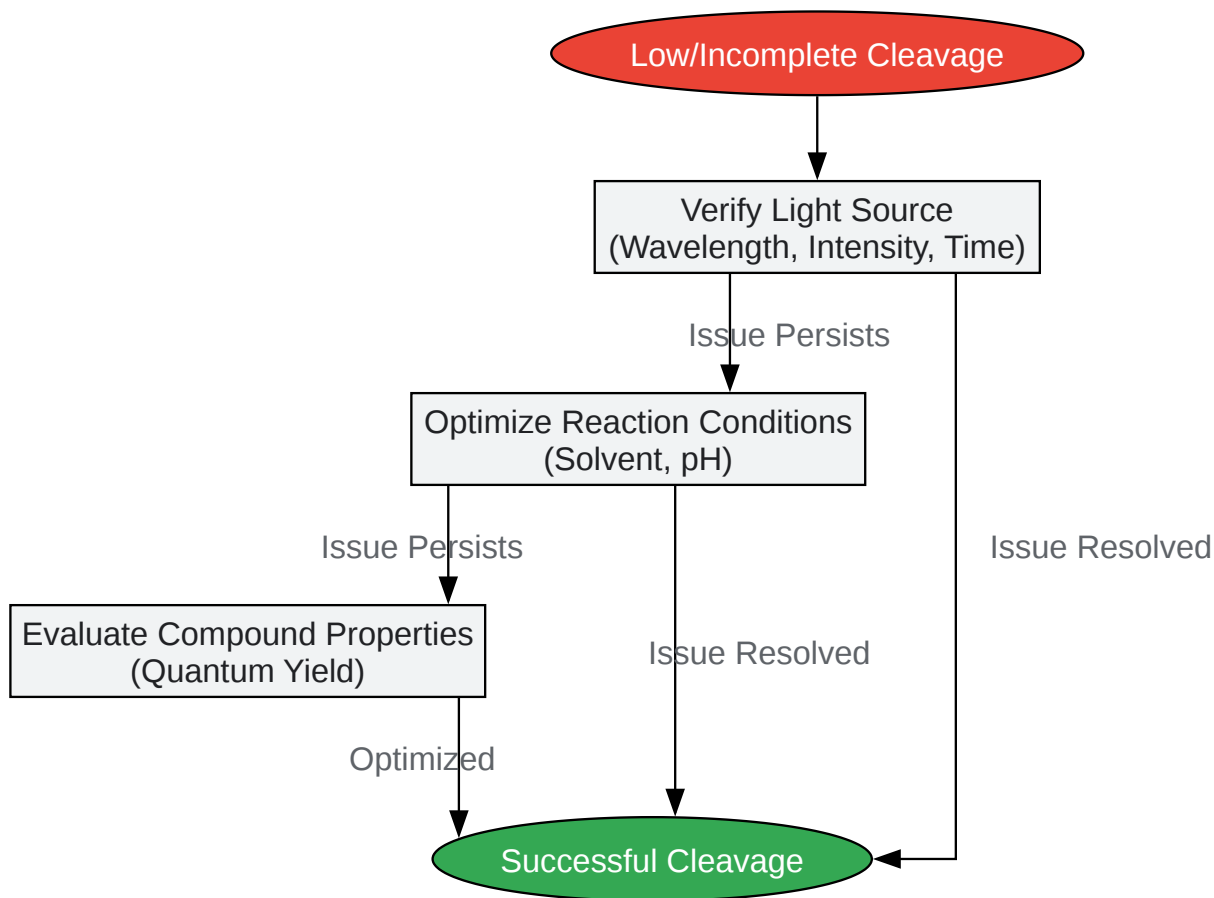 Low/Incomplete Cleavage
Verify Light Source
(Wavelength, Intensity, Time)
Issue Persists
Optimize Reaction Conditions
(Solvent, pH)
Issue Persists
Issue Resolved
Evaluate Compound Properties
(Quantum Yield)
Issue Resolved
Optimized
Successful Cleavage